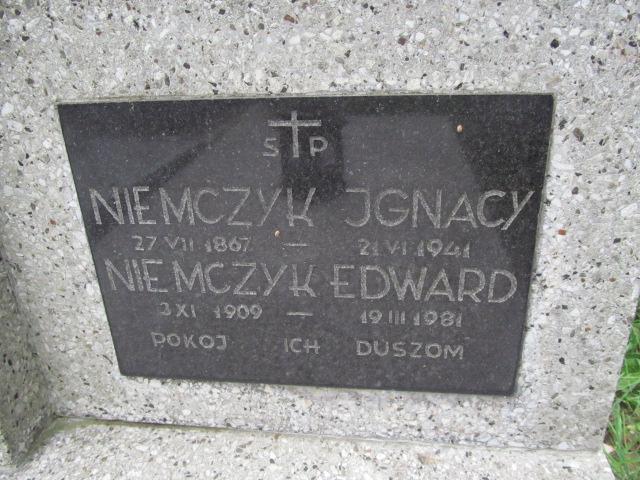 S P
NIEMCZYK JGNACY
27 VII 1867 — 21 VI 1941
NIEMCZYK EDWARD
3 XI 1909 — 19 III 1981
POKOJ ICH DUSZOM